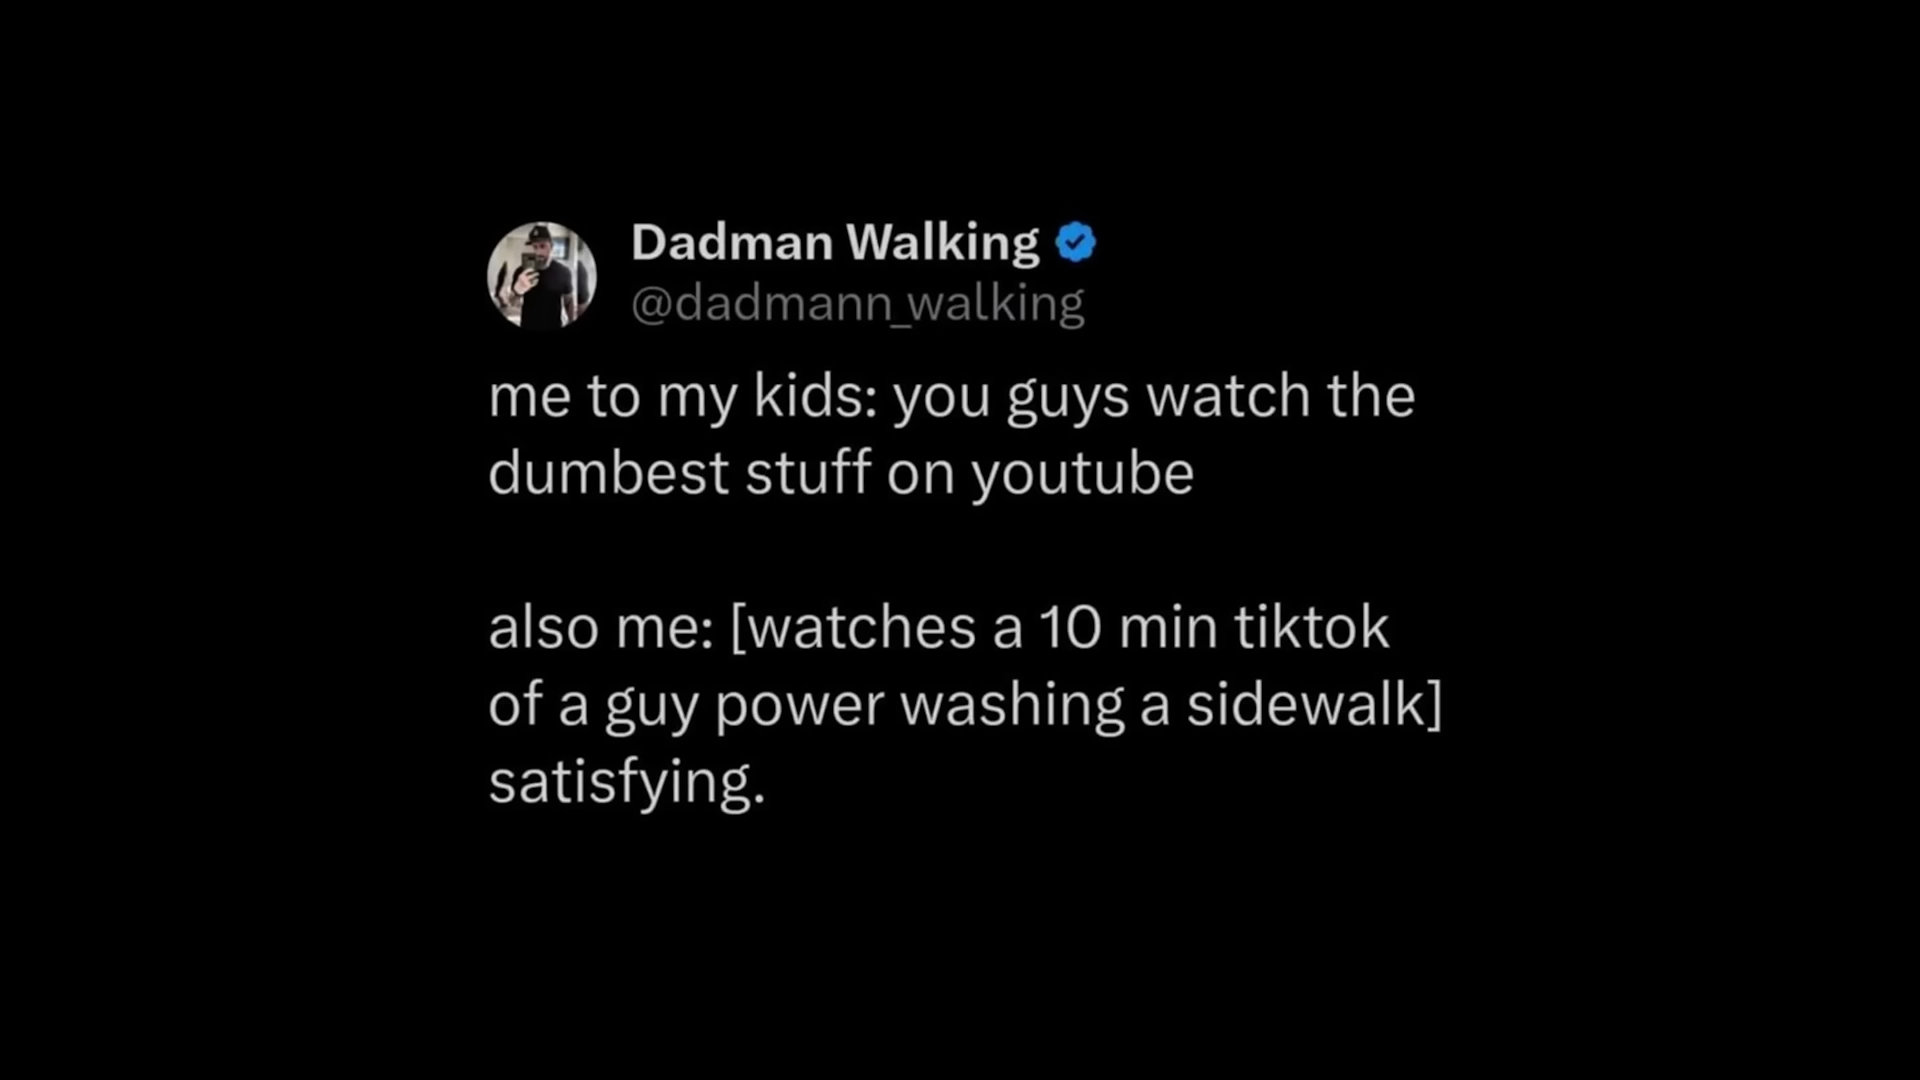 Dadman Walking
@dadmann_walking
me to my kids: you guys watch the
dumbest stuff on youtube
also me: [watches a 10 min tiktok
of a guy power washing a sidewalk]
satisfying.